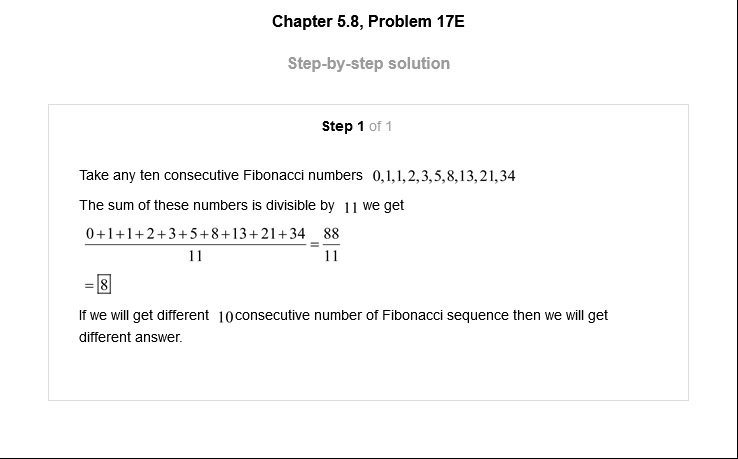 Chapter 5.8, Problem 17E
Step-by-step solution
Step 1 of 1
Take any ten consecutive Fibonacci numbers 0,1,1,2,3,5,8,13,21,34
The sum of these numbers is divisible by 11 we get
0+1+1+2+3+5+8+13+21+34 = 88
11 11
= 8
If we will get different 10 consecutive number of Fibonacci sequence then we will get
different answer.